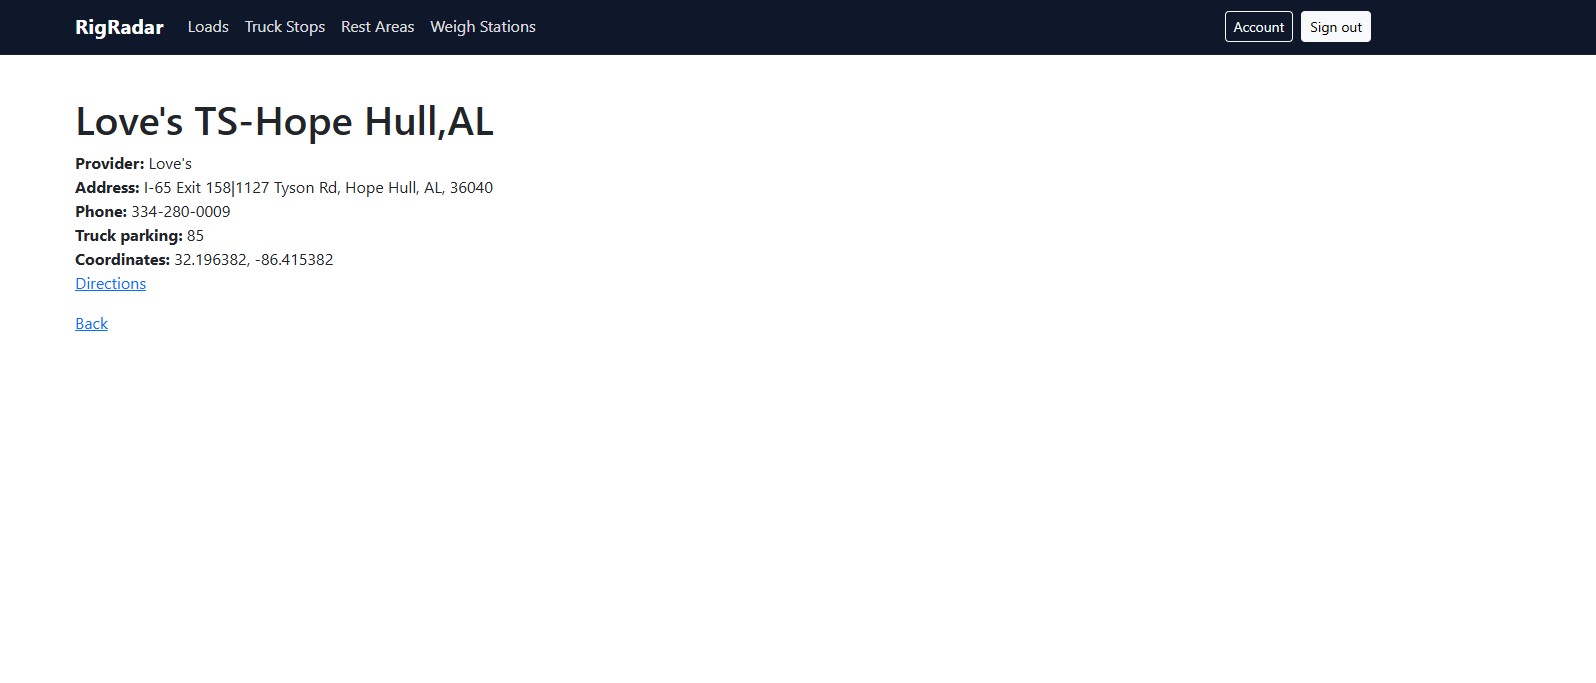 RigRadar Loads Truck Stops Rest Areas Weigh Stations Account Sign out
Love's TS-Hope Hull,AL
Provider: Love's
Address: I-65 Exit 158|1127 Tyson Rd, Hope Hull, AL, 36040
Phone: 334-280-0009
Truck parking: 85
Coordinates: 32.196382, -86.415382
Directions
Back